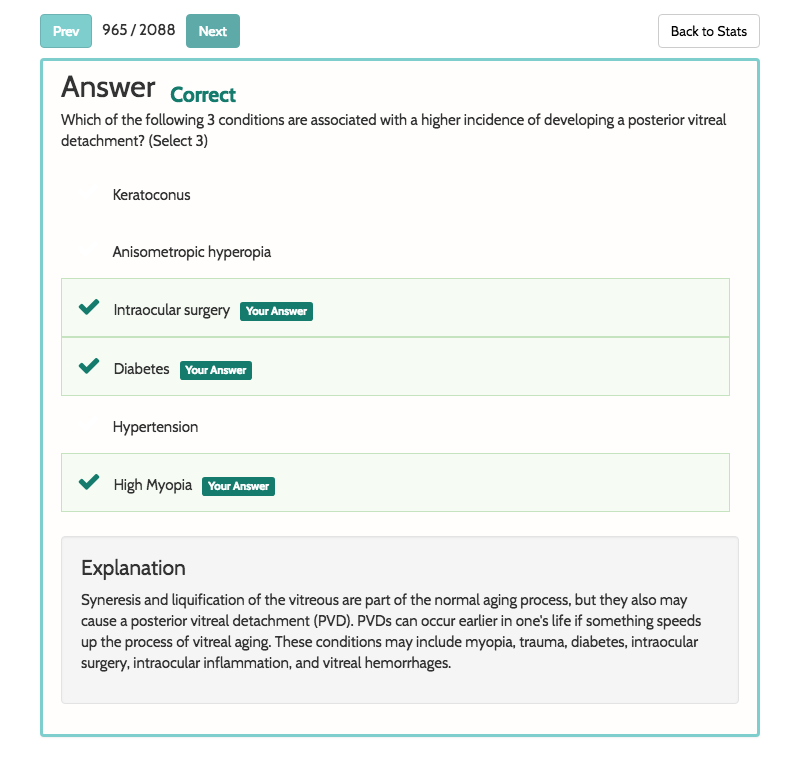 Prev 965 / 2088 Next Back to Stats
Answer Correct
Which of the following 3 conditions are associated with a higher incidence of developing a posterior vitreal
detachment? (Select 3)
Keratoconus
Anisometropic hyperopia
Intraocular surgery Your Answer
Diabetes Your Answer
Hypertension
High Myopia Your Answer
Explanation
Syneresis and liquification of the vitreous are part of the normal aging process, but they also may
cause a posterior vitreal detachment (PVD). PVDs can occur earlier in one's life if something speeds
up the process of vitreal aging. These conditions may include myopia, trauma, diabetes, intraocular
surgery, intraocular inflammation, and vitreal hemorrhages.